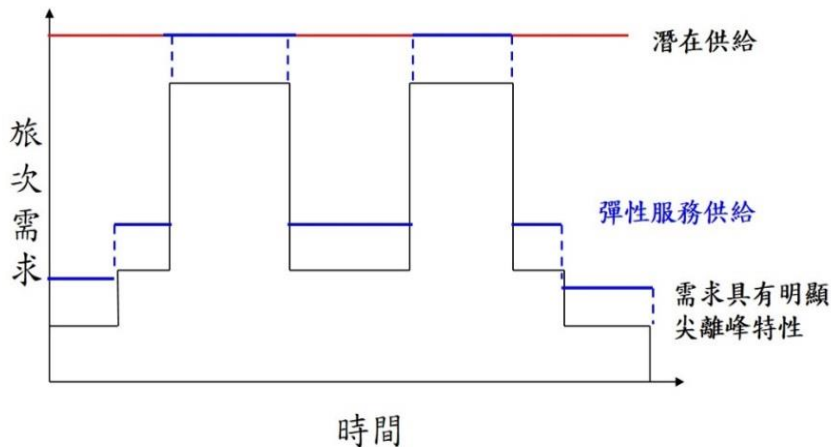 潛在供給
旅次需求
彈性服務供給
需求具有明顯
尖離峰特性
時間